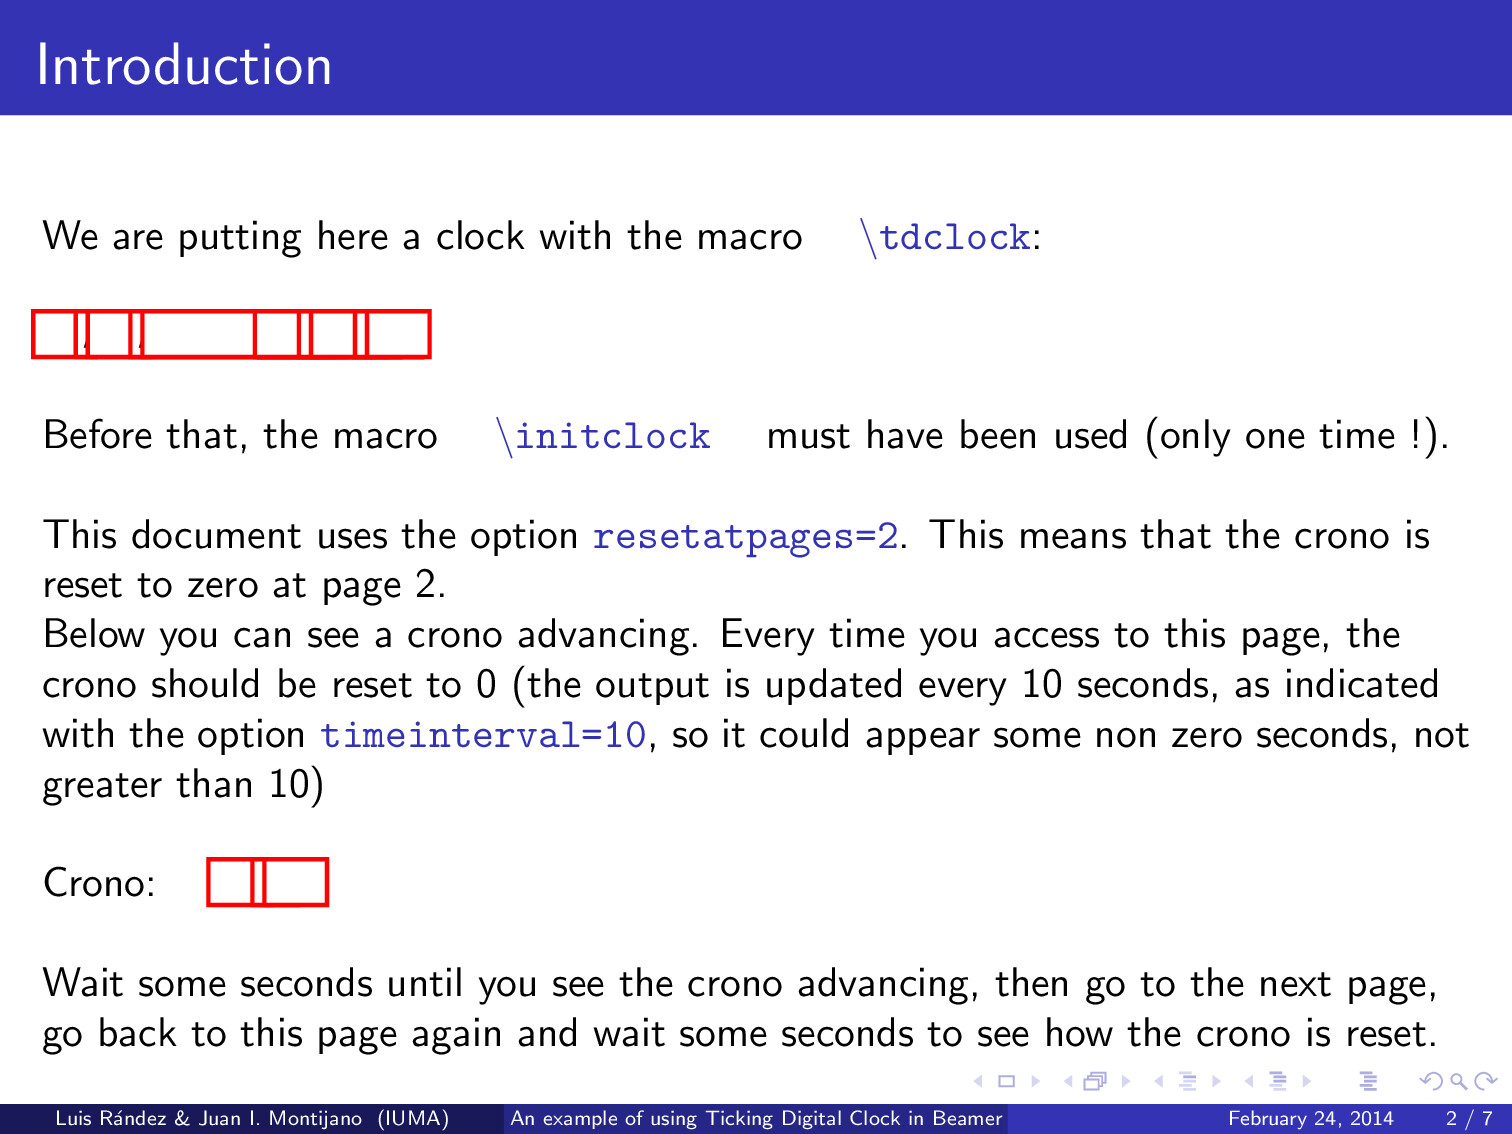 Introduction
We are putting here a clock with the macro \tdclock:
/ /
Before that, the macro \initclock must have been used (only one time !).
This document uses the option resetatpages=2. This means that the crono is
reset to zero at page 2.
Below you can see a crono advancing. Every time you access to this page, the
crono should be reset to 0 (the output is updated every 10 seconds, as indicated
with the option timeinterval=10, so it could appear some non zero seconds, not
greater than 10)
Crono:
Wait some seconds until you see the crono advancing, then go to the next page,
go back to this page again and wait some seconds to see how the crono is reset.
Luis Rández & Juan I. Montijano (IUMA) An example of using Ticking Digital Clock in Beamer February 24, 2014 2 / 7